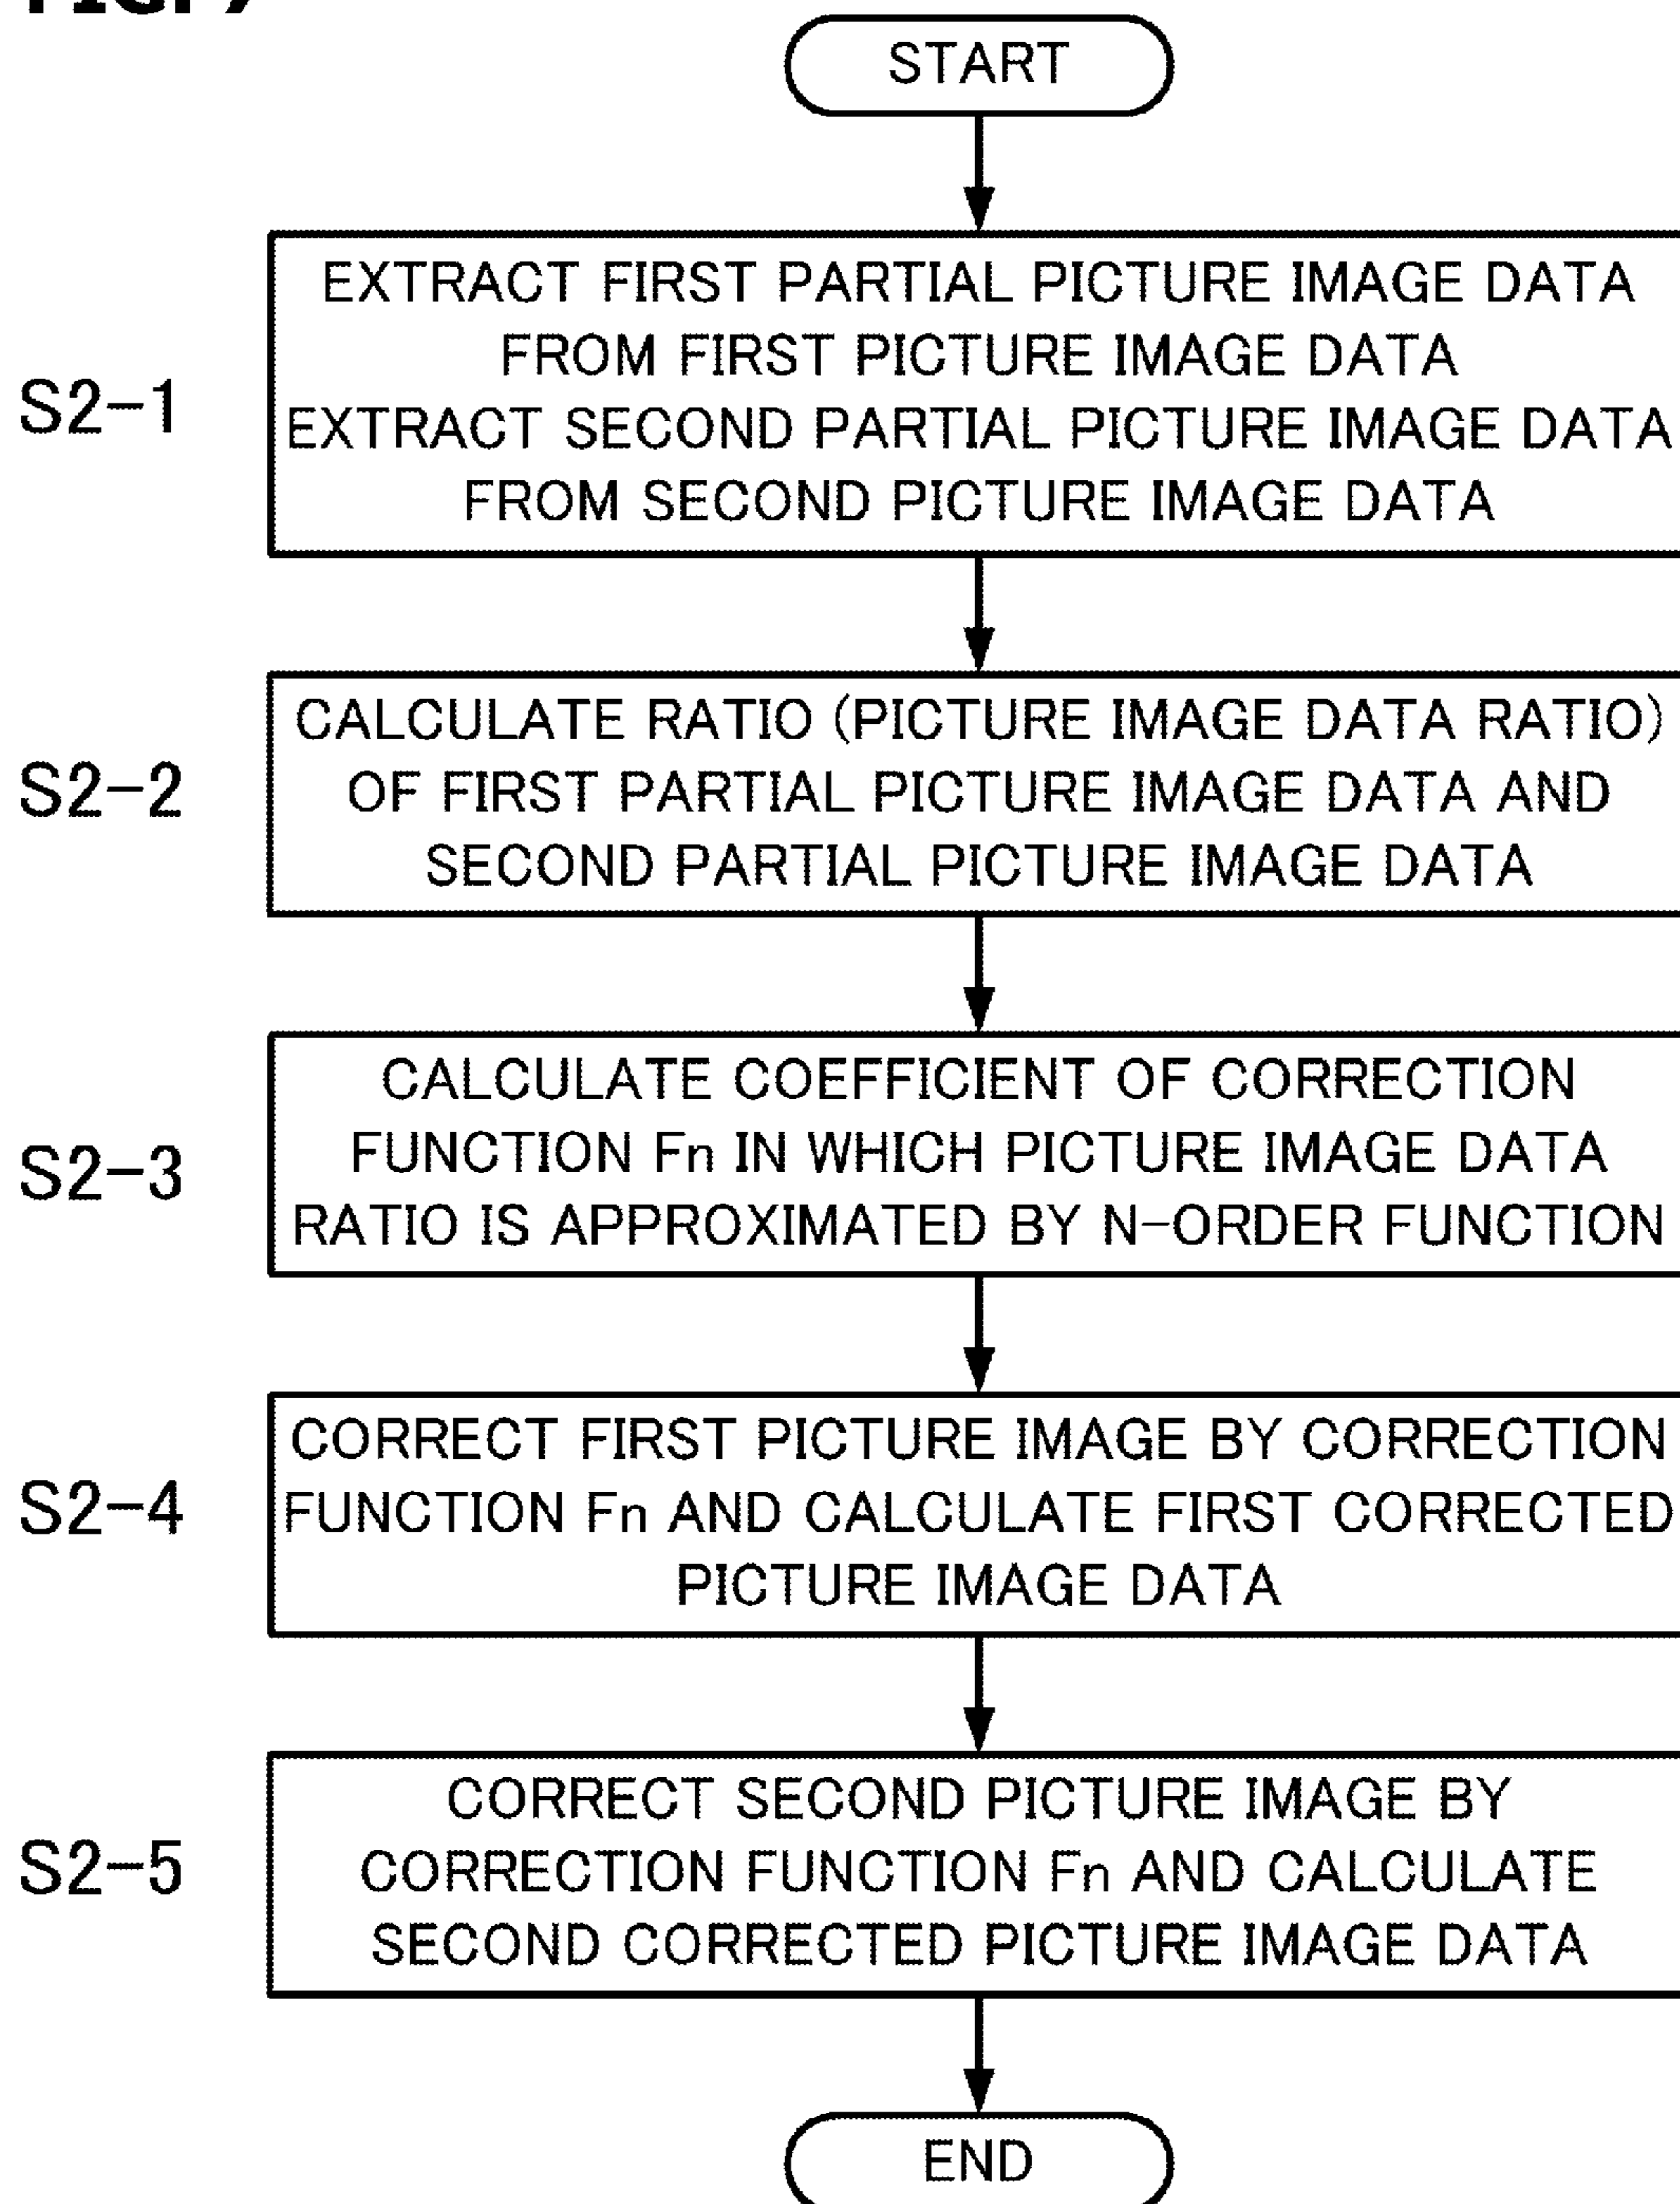 START
S2-1
EXTRACT FIRST PARTIAL PICTURE IMAGE DATA
FROM FIRST PICTURE IMAGE DATA
EXTRACT SECOND PARTIAL PICTURE IMAGE DATA
FROM SECOND PICTURE IMAGE DATA
S2-2
CALCULATE RATIO (PICTURE IMAGE DATA RATIO)
OF FIRST PARTIAL PICTURE IMAGE DATA AND
SECOND PARTIAL PICTURE IMAGE DATA
S2-3
CALCULATE COEFFICIENT OF CORRECTION
FUNCTION Fn IN WHICH PICTURE IMAGE DATA
RATIO IS APPROXIMATED BY N-ORDER FUNCTION
S2-4
CORRECT FIRST PICTURE IMAGE BY CORRECTION
FUNCTION Fn AND CALCULATE FIRST CORRECTED
PICTURE IMAGE DATA
S2-5
CORRECT SECOND PICTURE IMAGE BY
CORRECTION FUNCTION Fn AND CALCULATE
SECOND CORRECTED PICTURE IMAGE DATA
END